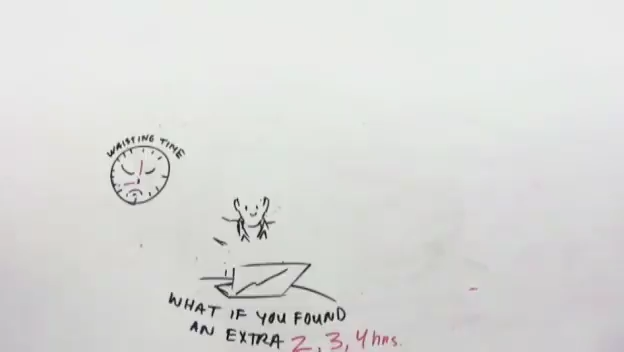 WAISTING TIME
WHAT IF YOU FOUND
AN EXTRA 2, 3, 4 hrs.